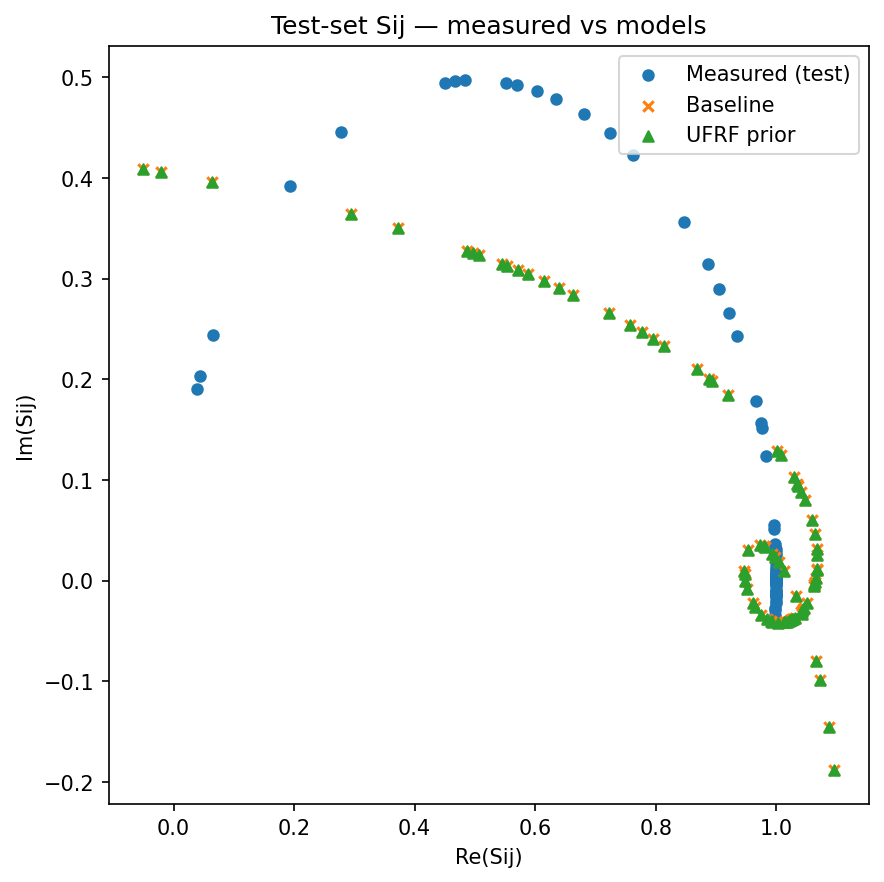 Test-set Sij — measured vs models
Measured (test)
Baseline
UFRF prior
Im(Sij)
0.5
0.4
0.3
0.2
0.1
0.0
−0.1
−0.2
0.0 0.2 0.4 0.6 0.8 1.0
Re(Sij)